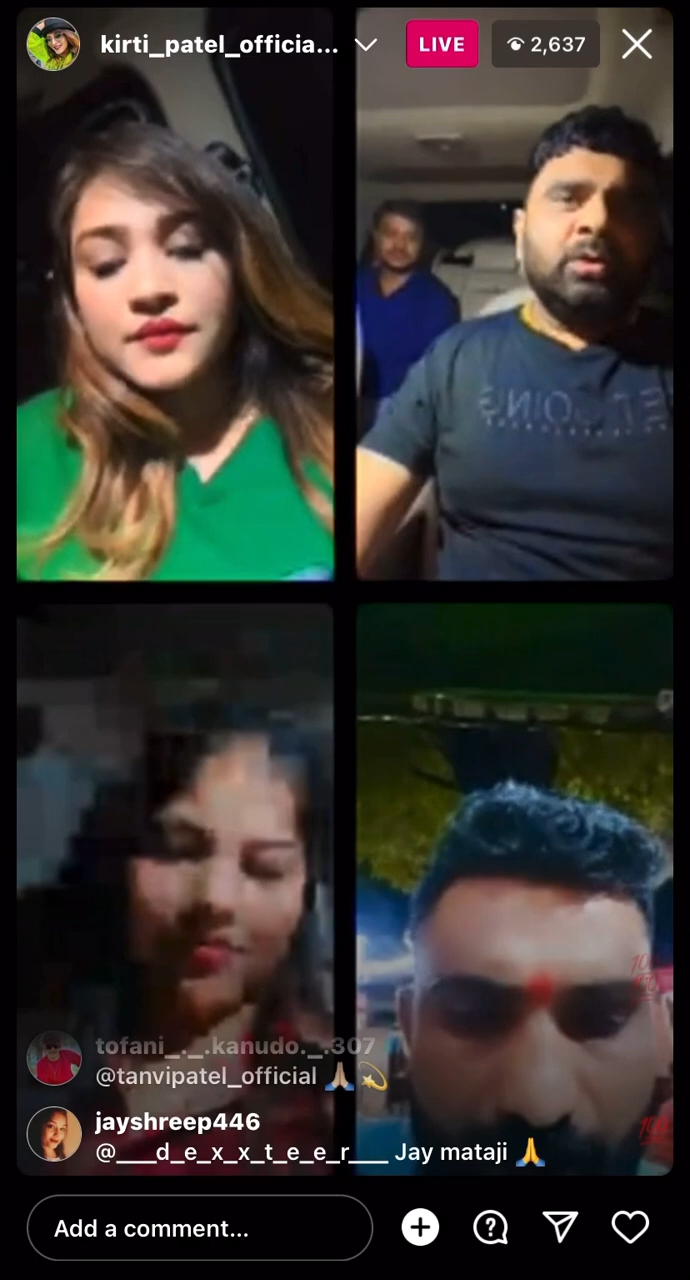 kirti_patel_officia...
LIVE
2,637
tofani_._.kanudo._.307
@tanvipatel_official 🙏🏼💫
jayshreep446
@___d_e_x_x_t_e_e_r___ Jay mataji 🙏
Add a comment...